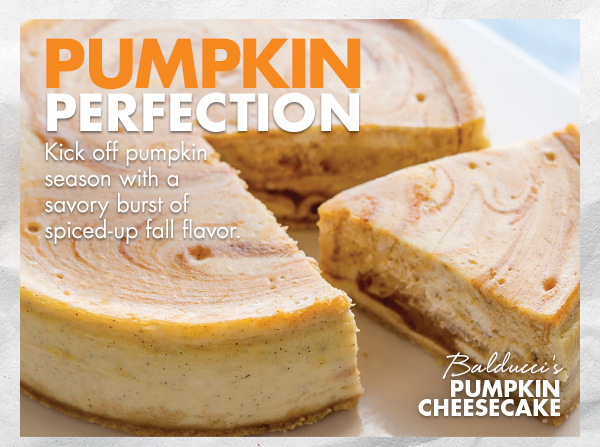 PUMPKIN
PERFECTION
Kick off pumpkin
season with a
savory burst of
spiced-up fall flavor.
Balducci's
PUMPKIN
CHEESECAKE